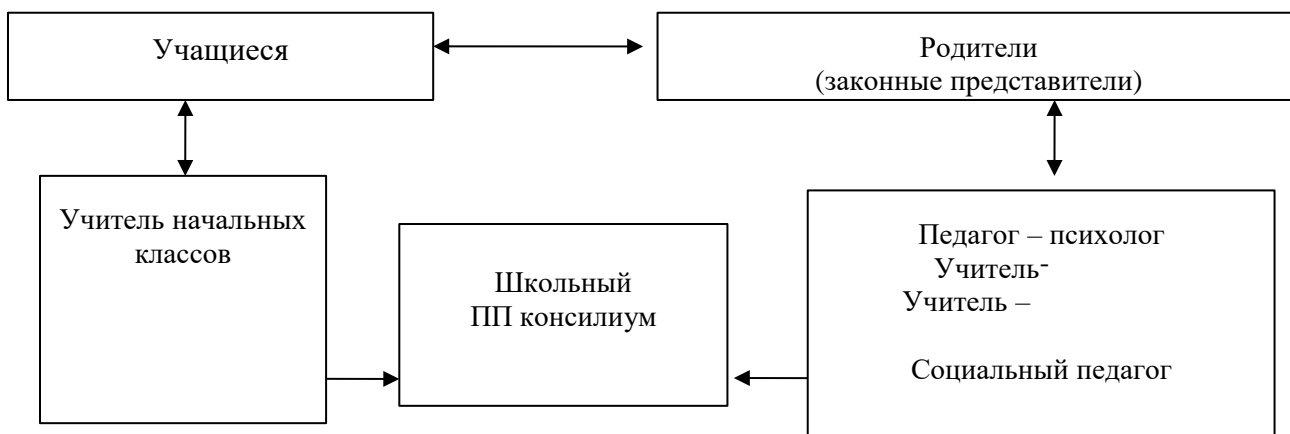 Учащиеся
Родители
(законные представители)
Учитель начальных
классов
Школьный
ПП консилиум
Педагог – психолог
Учитель-
Учитель –
Социальный педагог